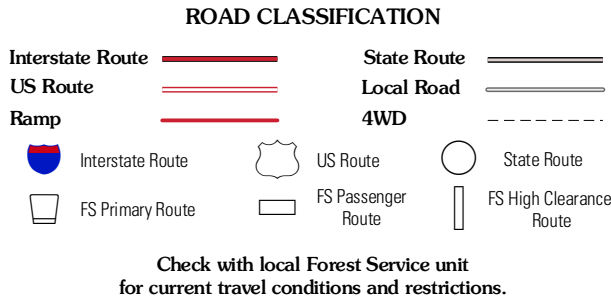 ROAD CLASSIFICATION
Interstate Route
State Route
US Route
Local Road
Ramp
4WD
Interstate Route
US Route
State Route
FS Primary Route
FS Passenger
Route
FS High Clearance
Route
Check with local Forest Service unit
for current travel conditions and restrictions.